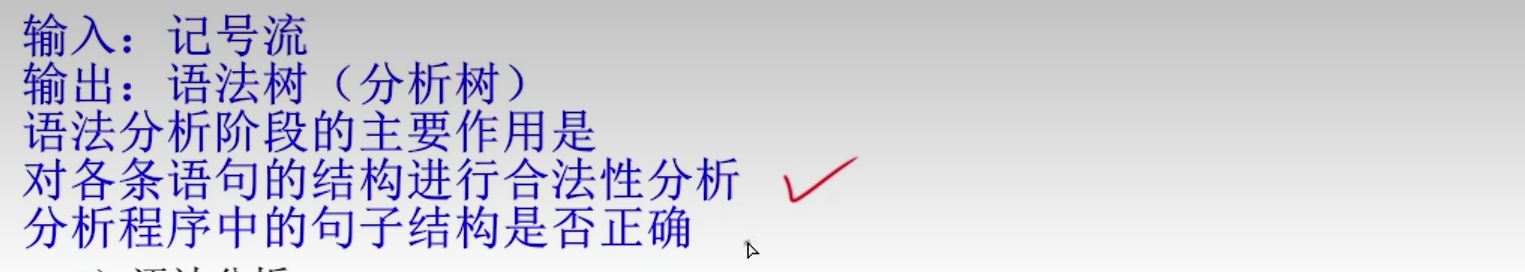 输入：记号流
输出：语法树（分析树）
语法分析阶段的主要作用是
对各条语句的结构进行合法性分析
分析程序中的句子结构是否正确